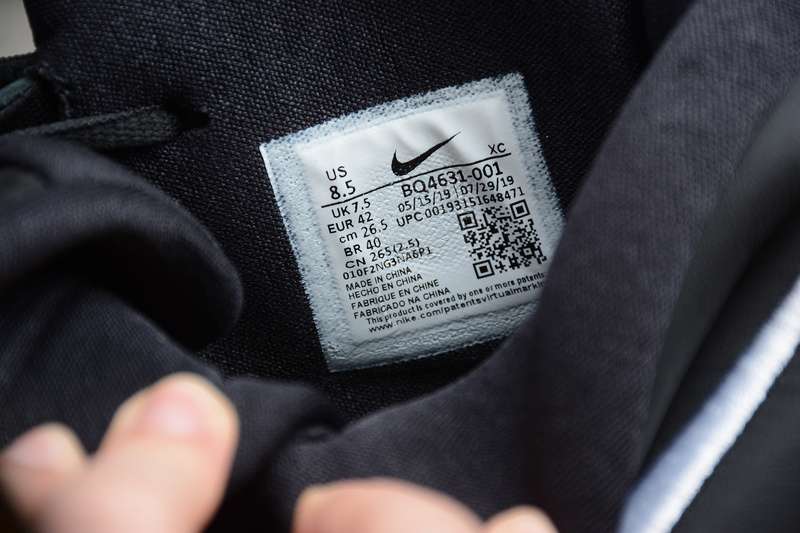 US
8.5
XC
UK 7.5
BQ4631-001
EUR 42
05/15/19 07/29/19
cm 26.5
UPC 00193151648471
BR 40
CN 265(2.5)
010F2NG3NA6P1
MADE IN CHINA
HECHO EN CHINA
FABRIQUE EN CHINE
FABRICADO NA CHINA
This product is covered by one or more patents
www.nike.com/patentsvirtualmarkin